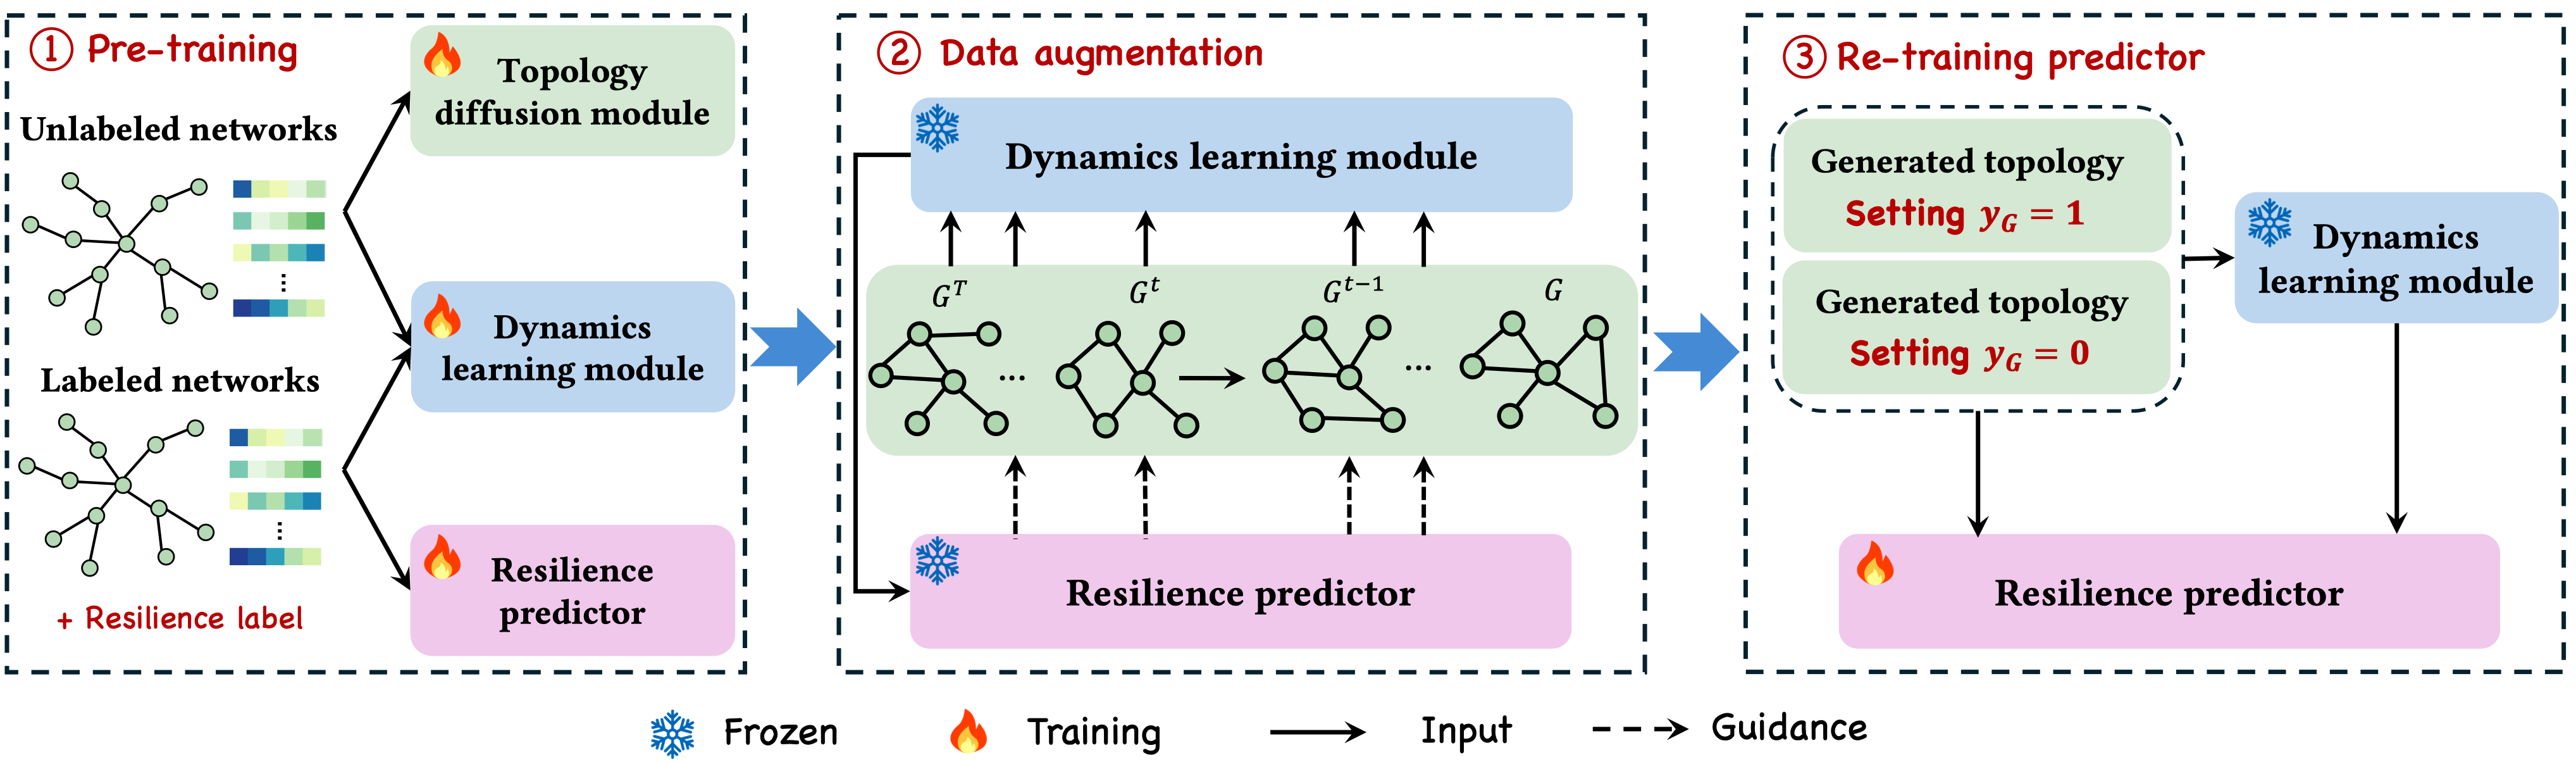 ① Pre-training
Unlabeled networks
Labeled networks
+ Resilience label
Topology
diffusion module
Dynamics
learning module
Resilience
predictor
② Data augmentation
Dynamics learning module
G^T
G^t
G^{t-1}
G
...
...
Resilience predictor
③ Re-training predictor
Generated topology
Setting y_G = 1
Generated topology
Setting y_G = 0
Dynamics
learning module
Resilience predictor
Frozen
Training
Input
Guidance